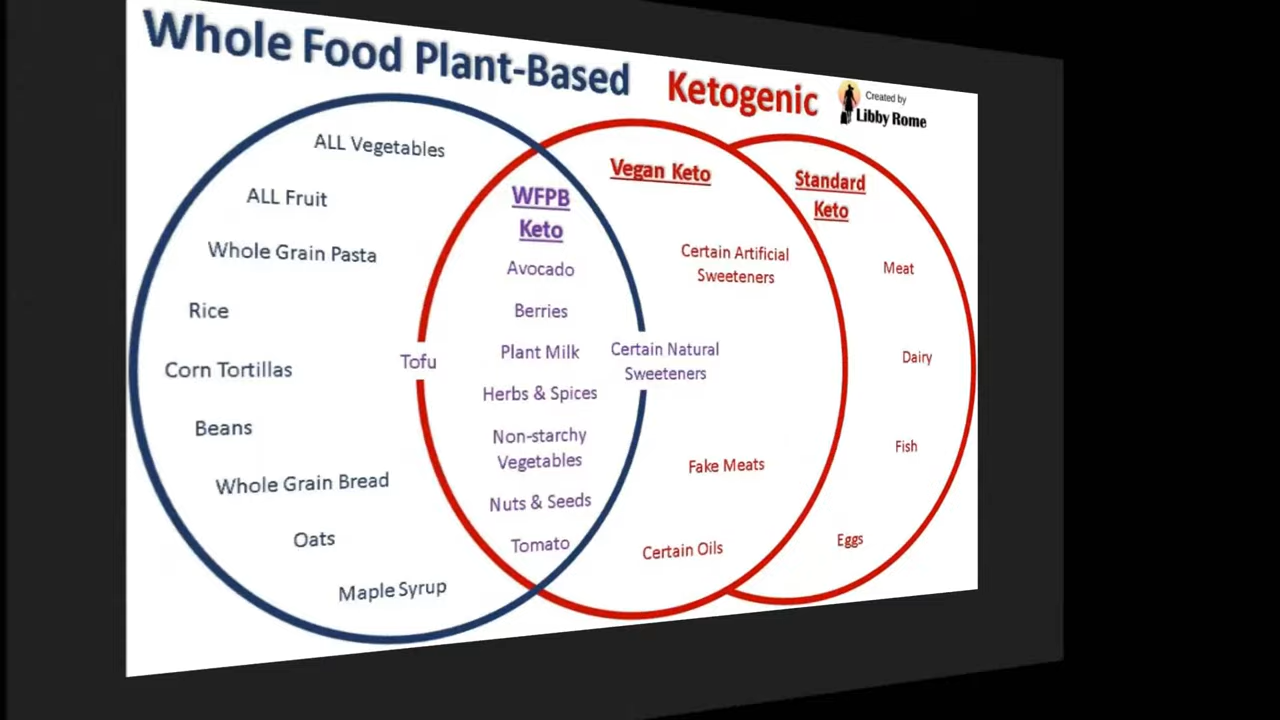 Whole Food Plant-Based
Ketogenic
Created by
Libby Rome
ALL Vegetables
ALL Fruit
Whole Grain Pasta
Rice
Corn Tortillas
Beans
Whole Grain Bread
Oats
Maple Syrup
Tofu
WFPB
Keto
Avocado
Berries
Plant Milk
Herbs & Spices
Non-starchy
Vegetables
Nuts & Seeds
Tomato
Certain Natural
Sweeteners
Vegan Keto
Certain Artificial
Sweeteners
Fake Meats
Certain Oils
Standard
Keto
Meat
Dairy
Fish
Eggs